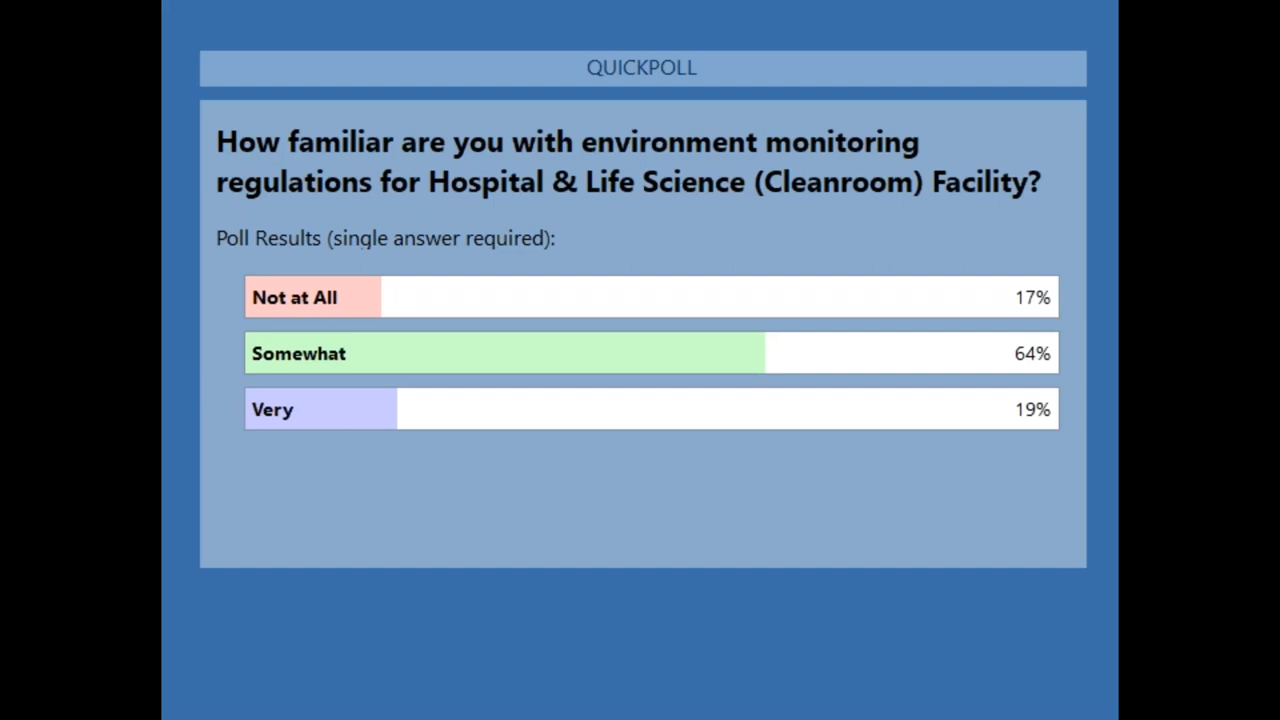 QUICKPOLL
How familiar are you with environment monitoring
regulations for Hospital & Life Science (Cleanroom) Facility?
Poll Results (single answer required):
Not at All 17%
Somewhat 64%
Very 19%